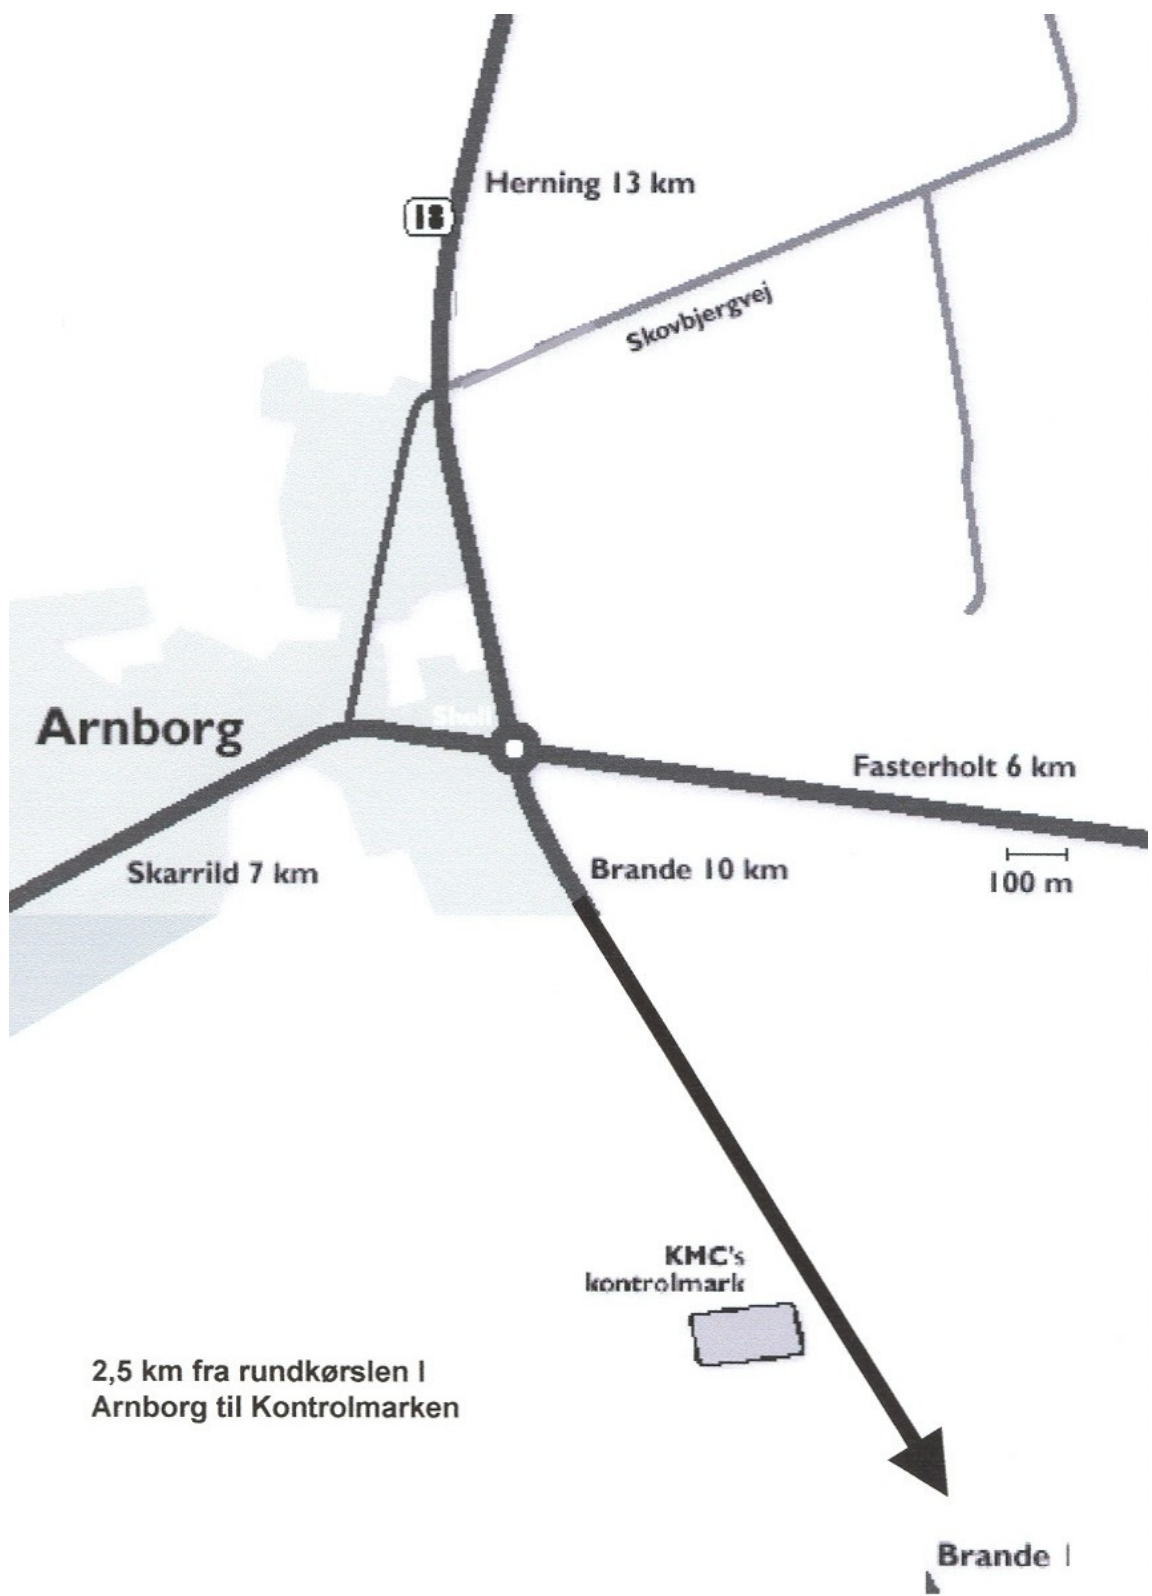 Herning 13 km
18
Skovbjergvej
Shell
Arnborg
Fasterholt 6 km
Skarrild 7 km
Brande 10 km
100 m
KMC's
kontrolmark
2,5 km fra rundkørslen I
Arnborg til Kontrolmarken
Brande